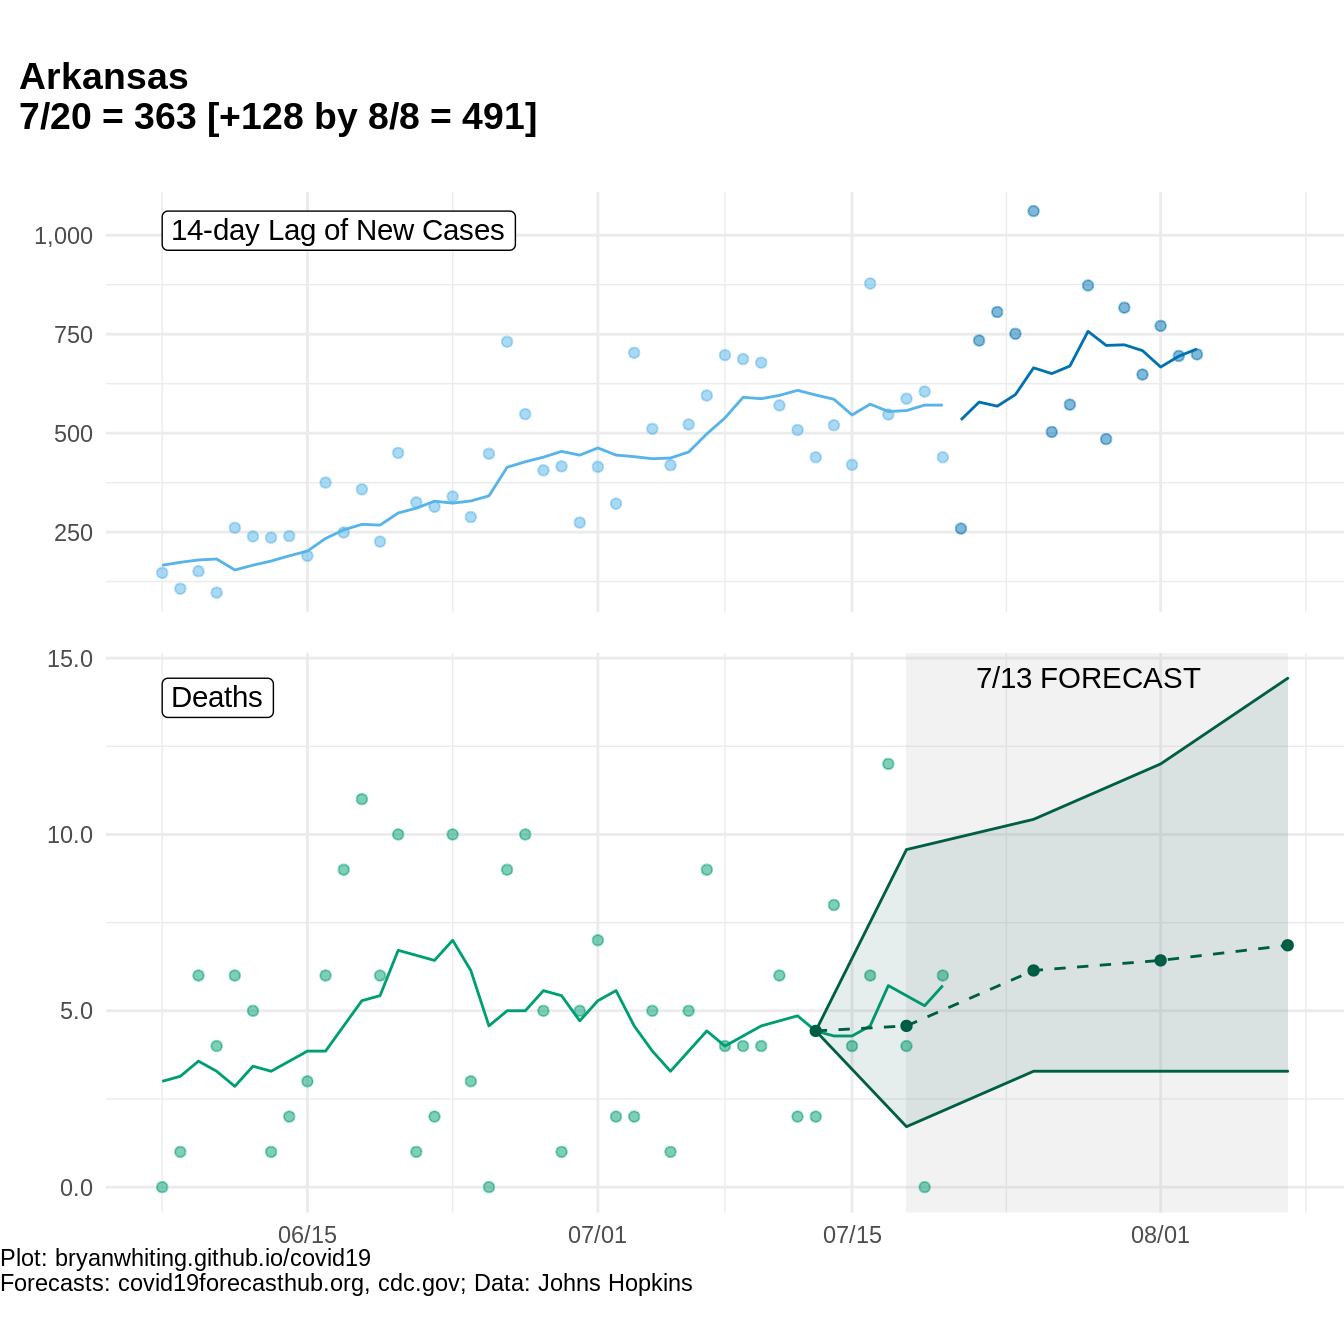 Arkansas
7/20 = 363 [+128 by 8/8 = 491]
14-day Lag of New Cases
1,000
750
500
250
15.0
7/13 FORECAST
Deaths
10.0
5.0
0.0
06/15 07/01 07/15 08/01
Plot: bryanwhiting.github.io/covid19
Forecasts: covid19forecasthub.org, cdc.gov; Data: Johns Hopkins